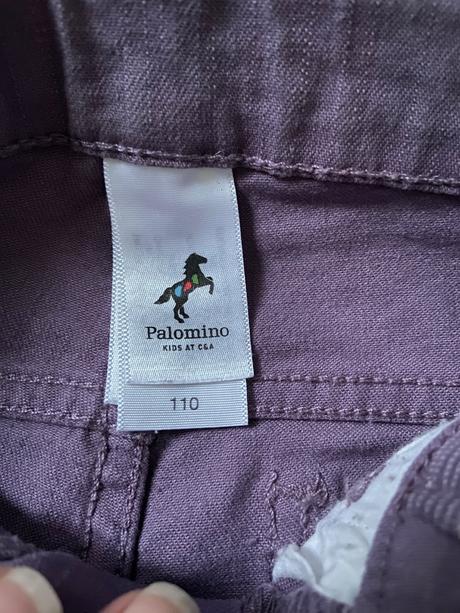 Palomino
KIDS AT C&A
110